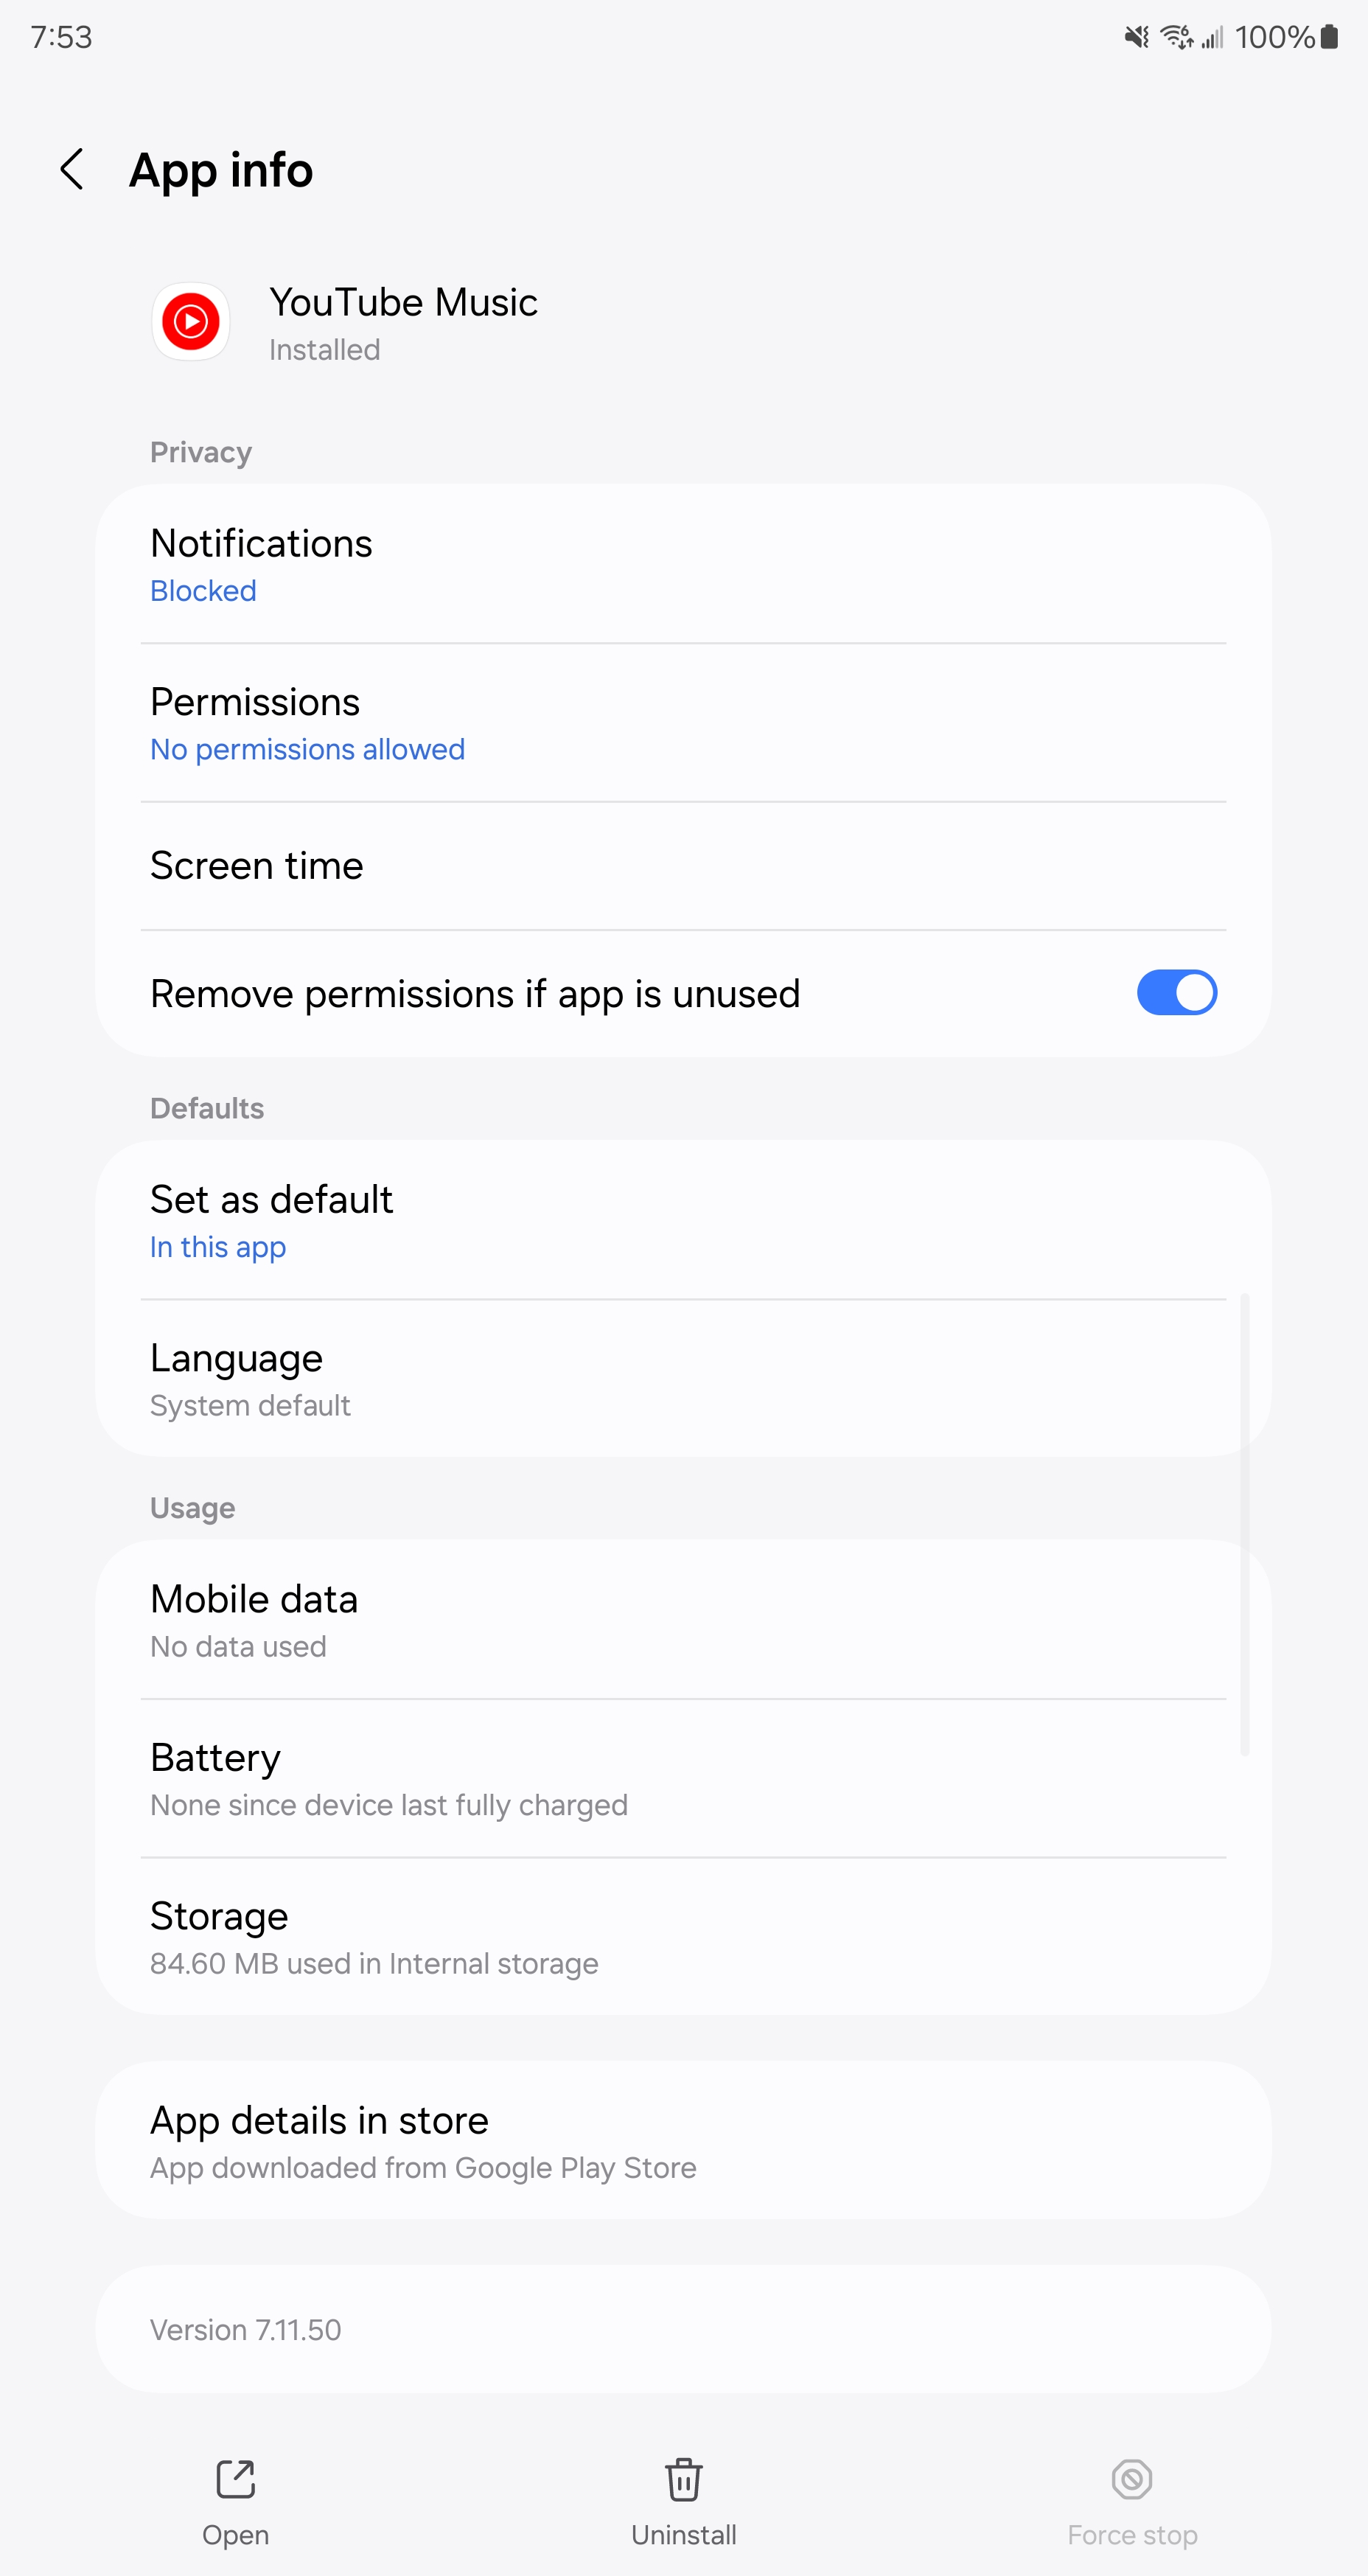 7:53
100%
App info
YouTube Music
Installed
Privacy
Notifications
Blocked
Permissions
No permissions allowed
Screen time
Remove permissions if app is unused
Defaults
Set as default
In this app
Language
System default
Usage
Mobile data
No data used
Battery
None since device last fully charged
Storage
84.60 MB used in Internal storage
App details in store
App downloaded from Google Play Store
Version 7.11.50
Open
Uninstall
Force stop